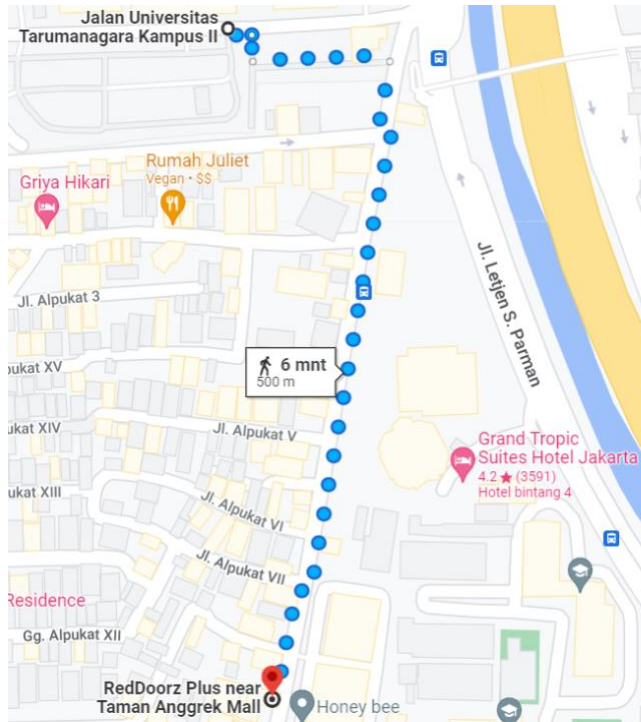 Jalan Universitas
Tarumanagara Kampus II
Rumah Juliet
Vegan • $$
Griya Hikari
Jl. Alpukat 3
Jl. Letjen S. Parman
6 mnt
500 m
pukat XV
ukat XIV
Jl. Alpukat V
Grand Tropic
Suites Hotel Jakarta
4.2 ★ (3591)
Hotel bintang 4
ukat XIII
Jl. Alpukat VI
Jl. Alpukat VII
Residence
Gg. Alpukat XII
RedDoorz Plus near
Taman Anggrek Mall
Honey bee